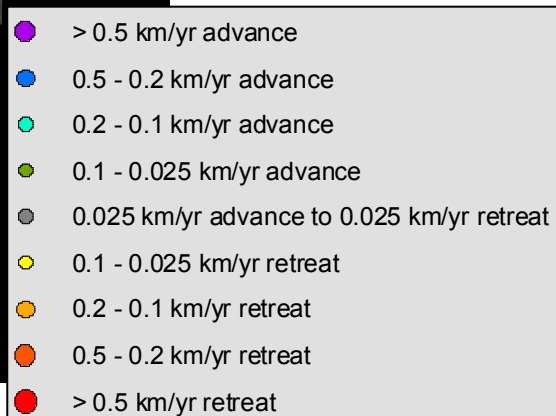 > 0.5 km/yr advance
0.5 - 0.2 km/yr advance
0.2 - 0.1 km/yr advance
0.1 - 0.025 km/yr advance
0.025 km/yr advance to 0.025 km/yr retreat
0.1 - 0.025 km/yr retreat
0.2 - 0.1 km/yr retreat
0.5 - 0.2 km/yr retreat
> 0.5 km/yr retreat